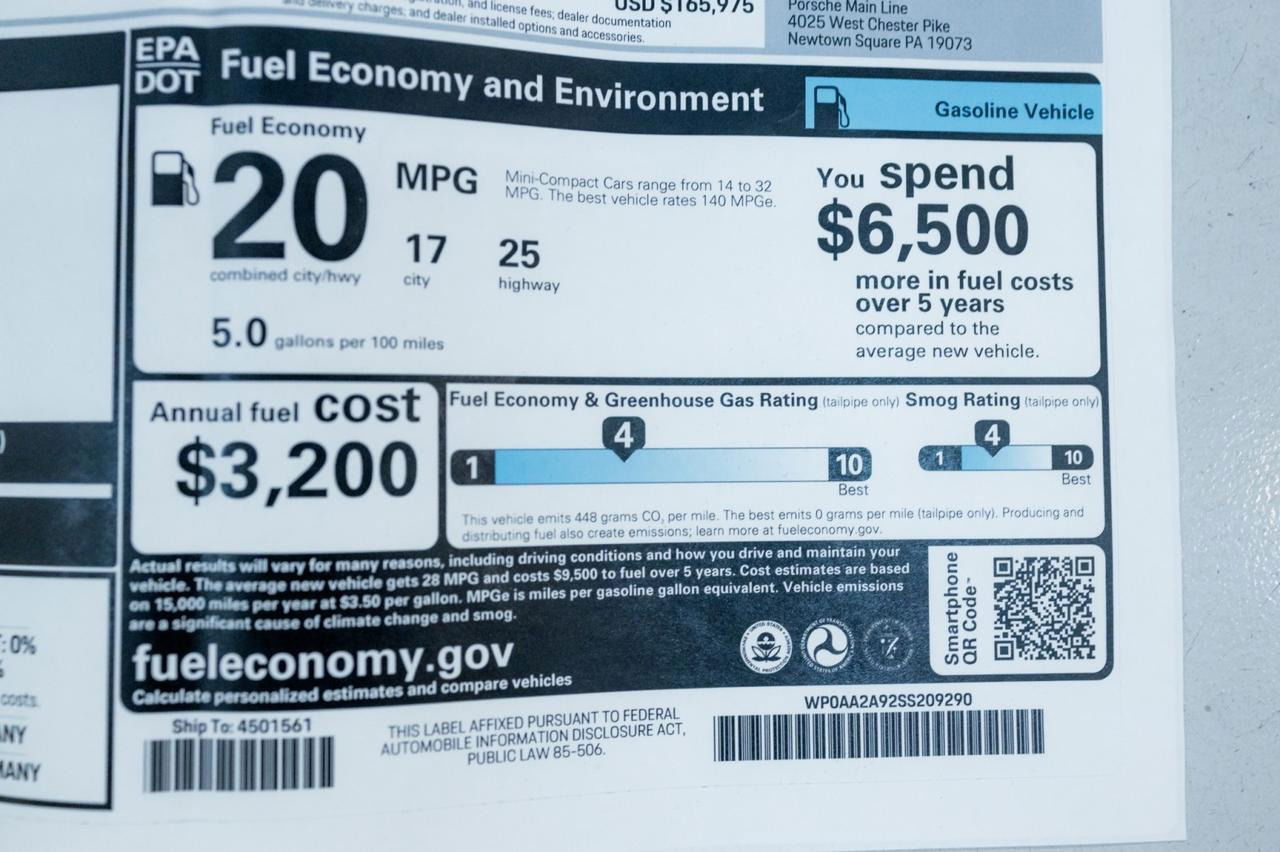 and license fees; dealer documentation
and delivery charges; and dealer installed options and accessories.
USD $165,975
Porsche Main Line
4025 West Chester Pike
Newtown Square PA 19073
EPA
DOT
Fuel Economy and Environment
Gasoline Vehicle
Fuel Economy
20
combined city/hwy
MPG
17
city
25
highway
Mini-Compact Cars range from 14 to 32
MPG. The best vehicle rates 140 MPGe.
5.0 gallons per 100 miles
You spend
$6,500
more in fuel costs
over 5 years
compared to the
average new vehicle.
Annual fuel cost
$3,200
Fuel Economy & Greenhouse Gas Rating (tailpipe only)
4
1
10
Best
Smog Rating (tailpipe only)
4
1
10
Best
This vehicle emits 448 grams CO₂ per mile. The best emits 0 grams per mile (tailpipe only). Producing and
distributing fuel also create emissions; learn more at fueleconomy.gov.
Actual results will vary for many reasons, including driving conditions and how you drive and maintain your
vehicle. The average new vehicle gets 28 MPG and costs $9,500 to fuel over 5 years. Cost estimates are based
on 15,000 miles per year at $3.50 per gallon. MPGe is miles per gasoline gallon equivalent. Vehicle emissions
are a significant cause of climate change and smog.
fueleconomy.gov
Calculate personalized estimates and compare vehicles
Smartphone
QR Code™
: 0%
costs.
Ship To: 4501561
THIS LABEL AFFIXED PURSUANT TO FEDERAL
AUTOMOBILE INFORMATION DISCLOSURE ACT,
PUBLIC LAW 85-506.
WP0AA2A92SS209290